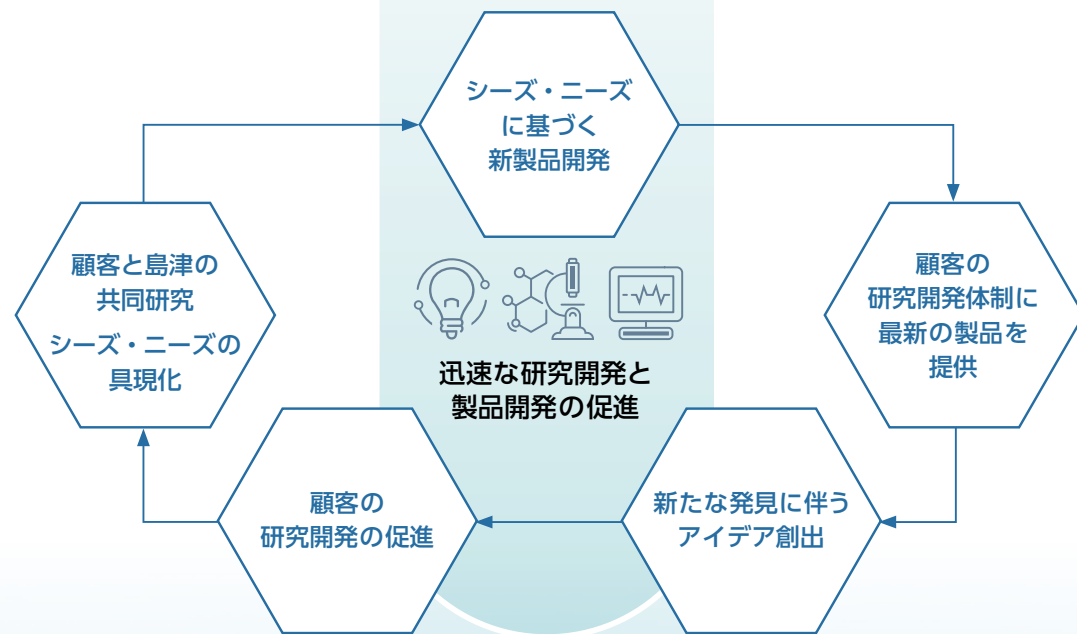 シーズ・ニーズ
に基づく
新製品開発
顧客の
研究開発体制に
最新の製品を
提供
新たな発見に伴う
アイデア創出
顧客の
研究開発の促進
顧客と島津の
共同研究
シーズ・ニーズの
具現化
迅速な研究開発と
製品開発の促進